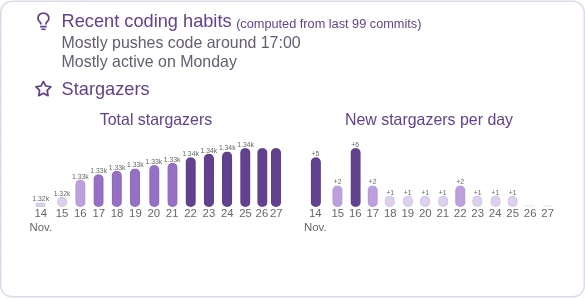 Recent coding habits (computed from last 99 commits)
Mostly pushes code around 17:00
Mostly active on Monday
Stargazers
Total stargazers
1.32k 1.32k 1.33k 1.33k 1.33k 1.33k 1.33k 1.33k 1.34k 1.34k 1.34k 1.34k
14 15 16 17 18 19 20 21 22 23 24 25 26 27
Nov.
New stargazers per day
+5 +2 +6 +2 +1 +1 +1 +1 +2 +1 +1 +1
14 15 16 17 18 19 20 21 22 23 24 25 26 27
Nov.